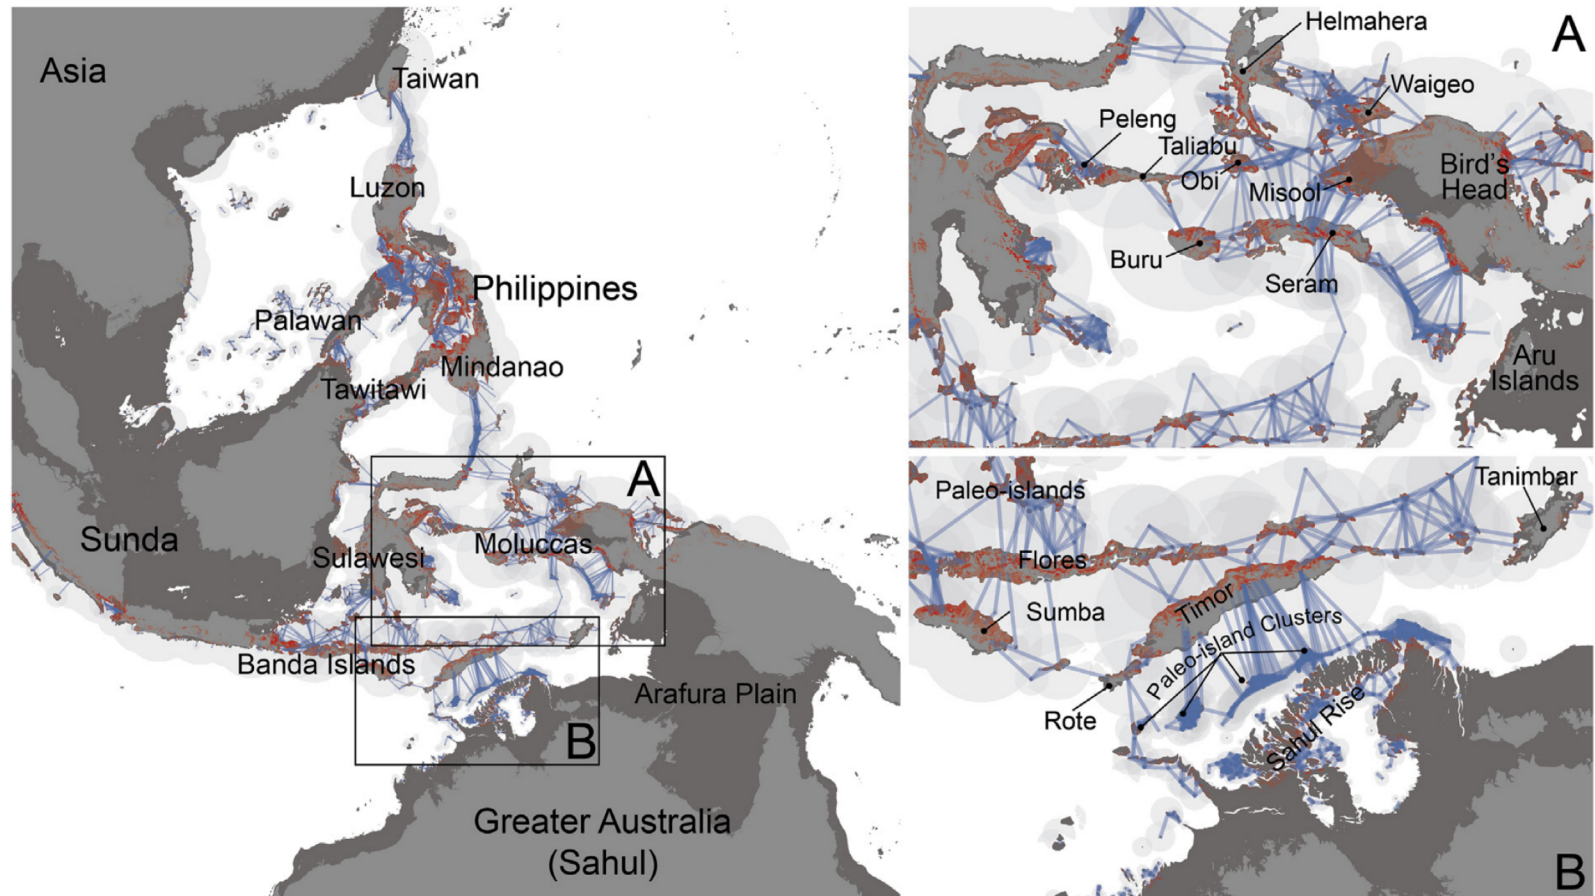 Asia
Taiwan
Luzon
Philippines
Palawan
Mindanao
Tawitawi
A
Sunda
Sulawesi
Moluccas
Banda Islands
Arafura Plain
B
Greater Australia
(Sahul)
Helmahera
A
Waigeo
Peleng
Taliabu
Obi
Misool
Bird's
Head
Buru
Seram
Aru
Islands
Paleo-islands
Tanimbar
Flores
Timor
Sumba
Paleo-island Clusters
Rote
Sahul Rise
B